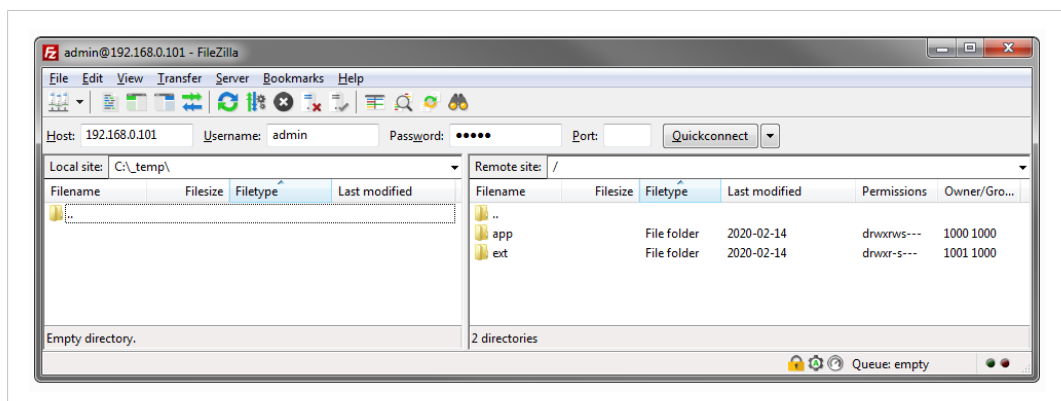 Fz admin@192.168.0.101 - FileZilla
File Edit View Transfer Server Bookmarks Help
Host: 192.168.0.101 Username: admin Password: ••••• Port: Quickconnect
Local site: C:\_temp\ Remote site: /
Filename Filesize Filetype Last modified Filename Filesize Filetype Last modified Permissions Owner/Gro...
.. ..
app File folder 2020-02-14 drwxrws--- 1000 1000
ext File folder 2020-02-14 drwxr-s--- 1001 1000
Empty directory. 2 directories
Queue: empty